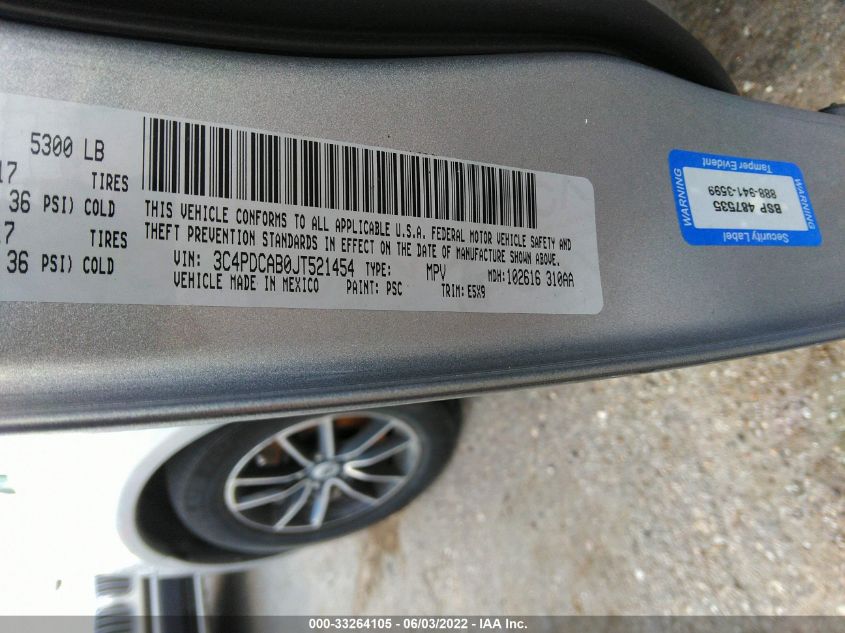 5300 LB
17 TIRES
36 PSI) COLD
17 TIRES
36 PSI) COLD
THIS VEHICLE CONFORMS TO ALL APPLICABLE U.S.A. FEDERAL MOTOR VEHICLE SAFETY AND
THEFT PREVENTION STANDARDS IN EFFECT ON THE DATE OF MANUFACTURE SHOWN ABOVE.
VIN: 3C4PDCAB0JT521454 TYPE: MPV MDH:102616 310AA
VEHICLE MADE IN MEXICO PAINT: PSC TRIM: E5X9
WARNING
Tamper Evident
888-941-3599
BSP 487535
Security Label
WARNING
000-33264105 - 06/03/2022 - IAA Inc.